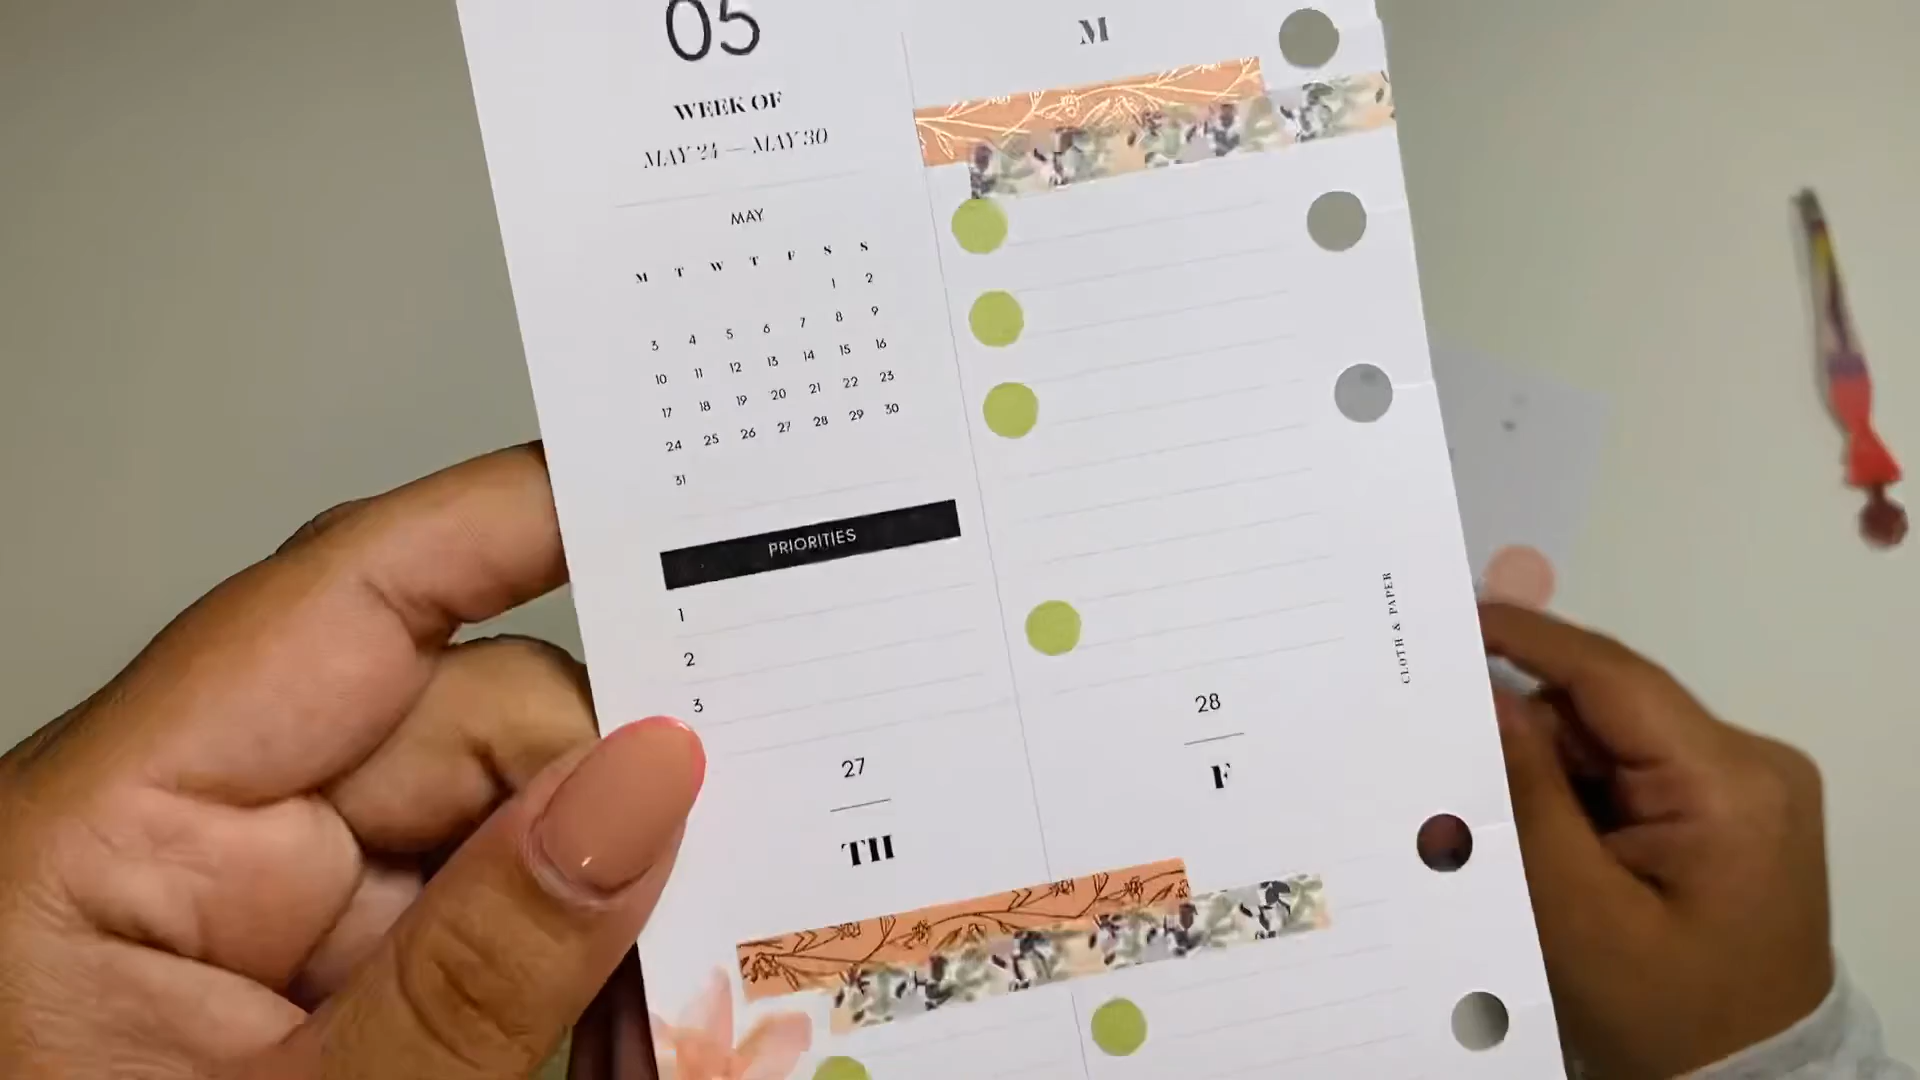 05
WEEK OF
MAY 24 — MAY 30
MAY
M T W T F S S
1 2
3 4 5 6 7 8 9
10 11 12 13 14 15 16
17 18 19 20 21 22 23
24 25 26 27 28 29 30
31
PRIORITIES
1
2
3
27
TH
M
28
F
CLOTH & PAPER